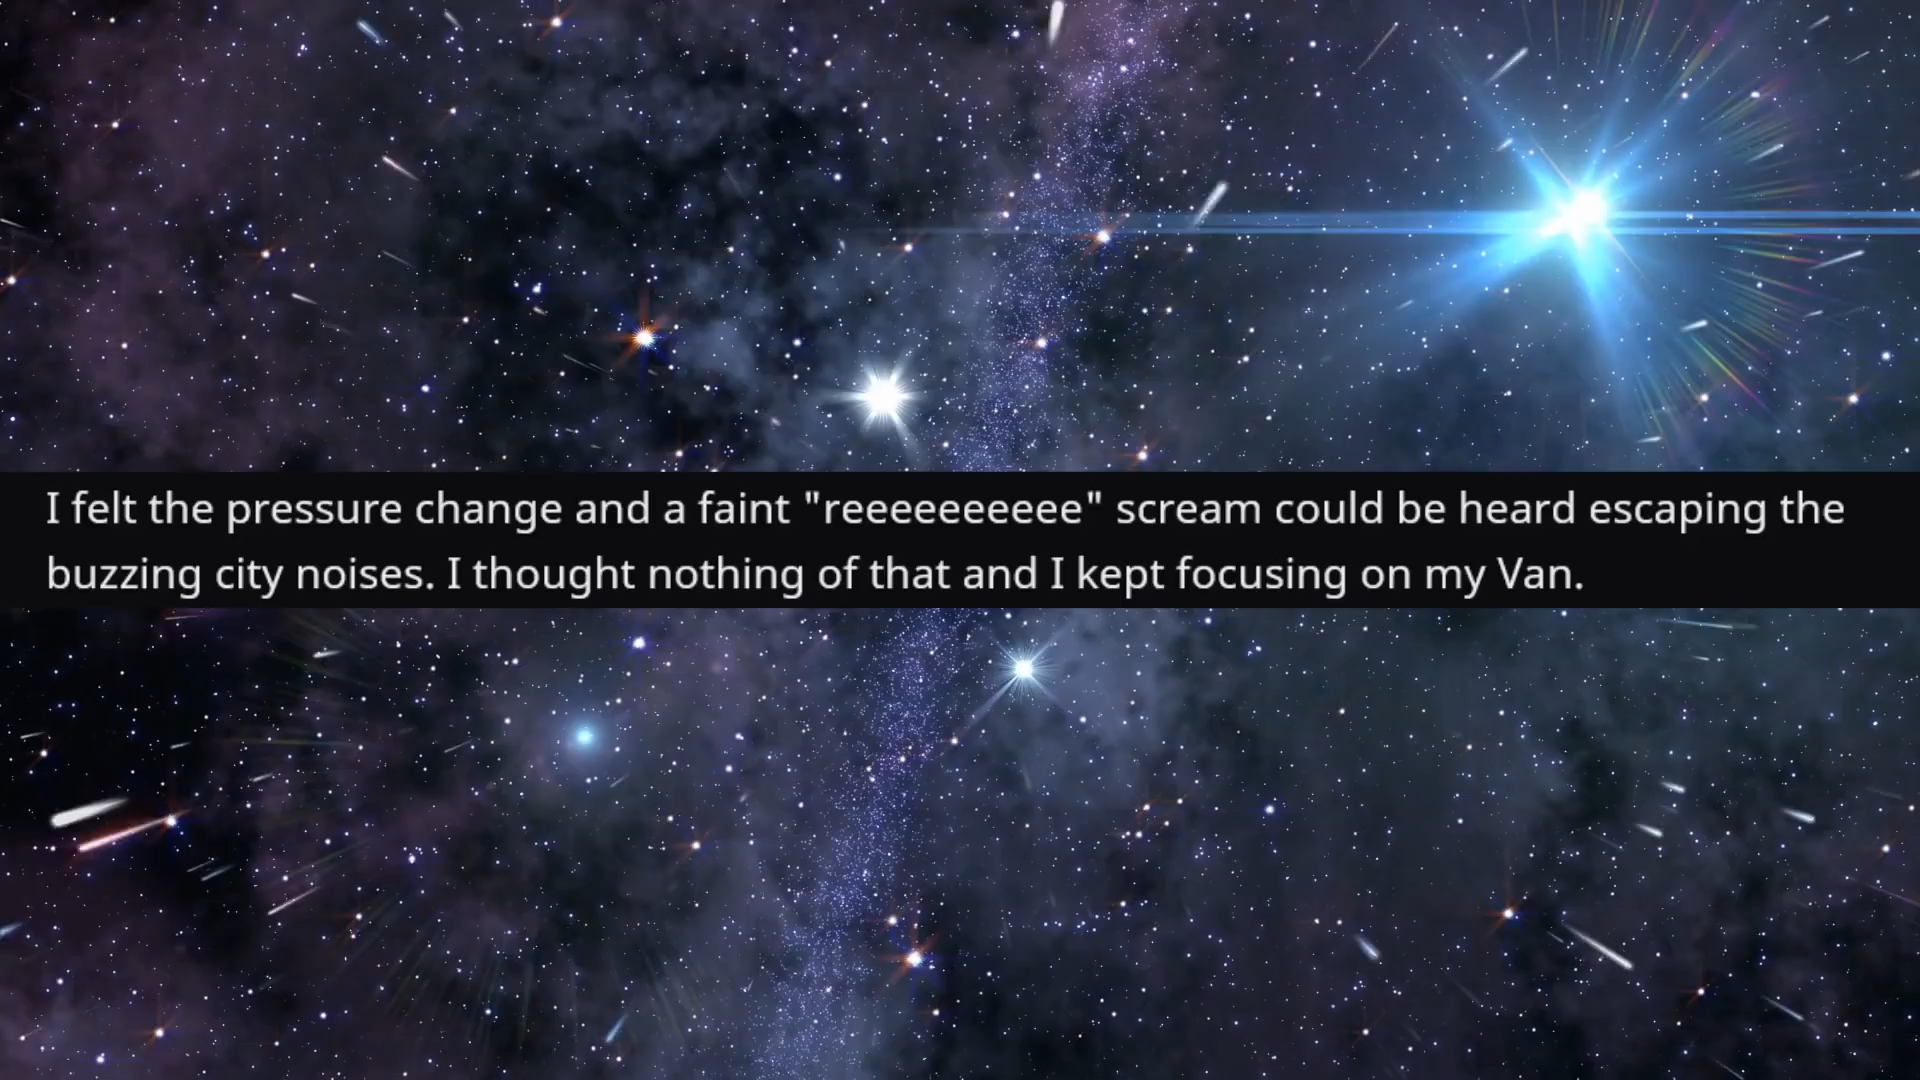 I felt the pressure change and a faint "reeeeeeeeee" scream could be heard escaping the
buzzing city noises. I thought nothing of that and I kept focusing on my Van.